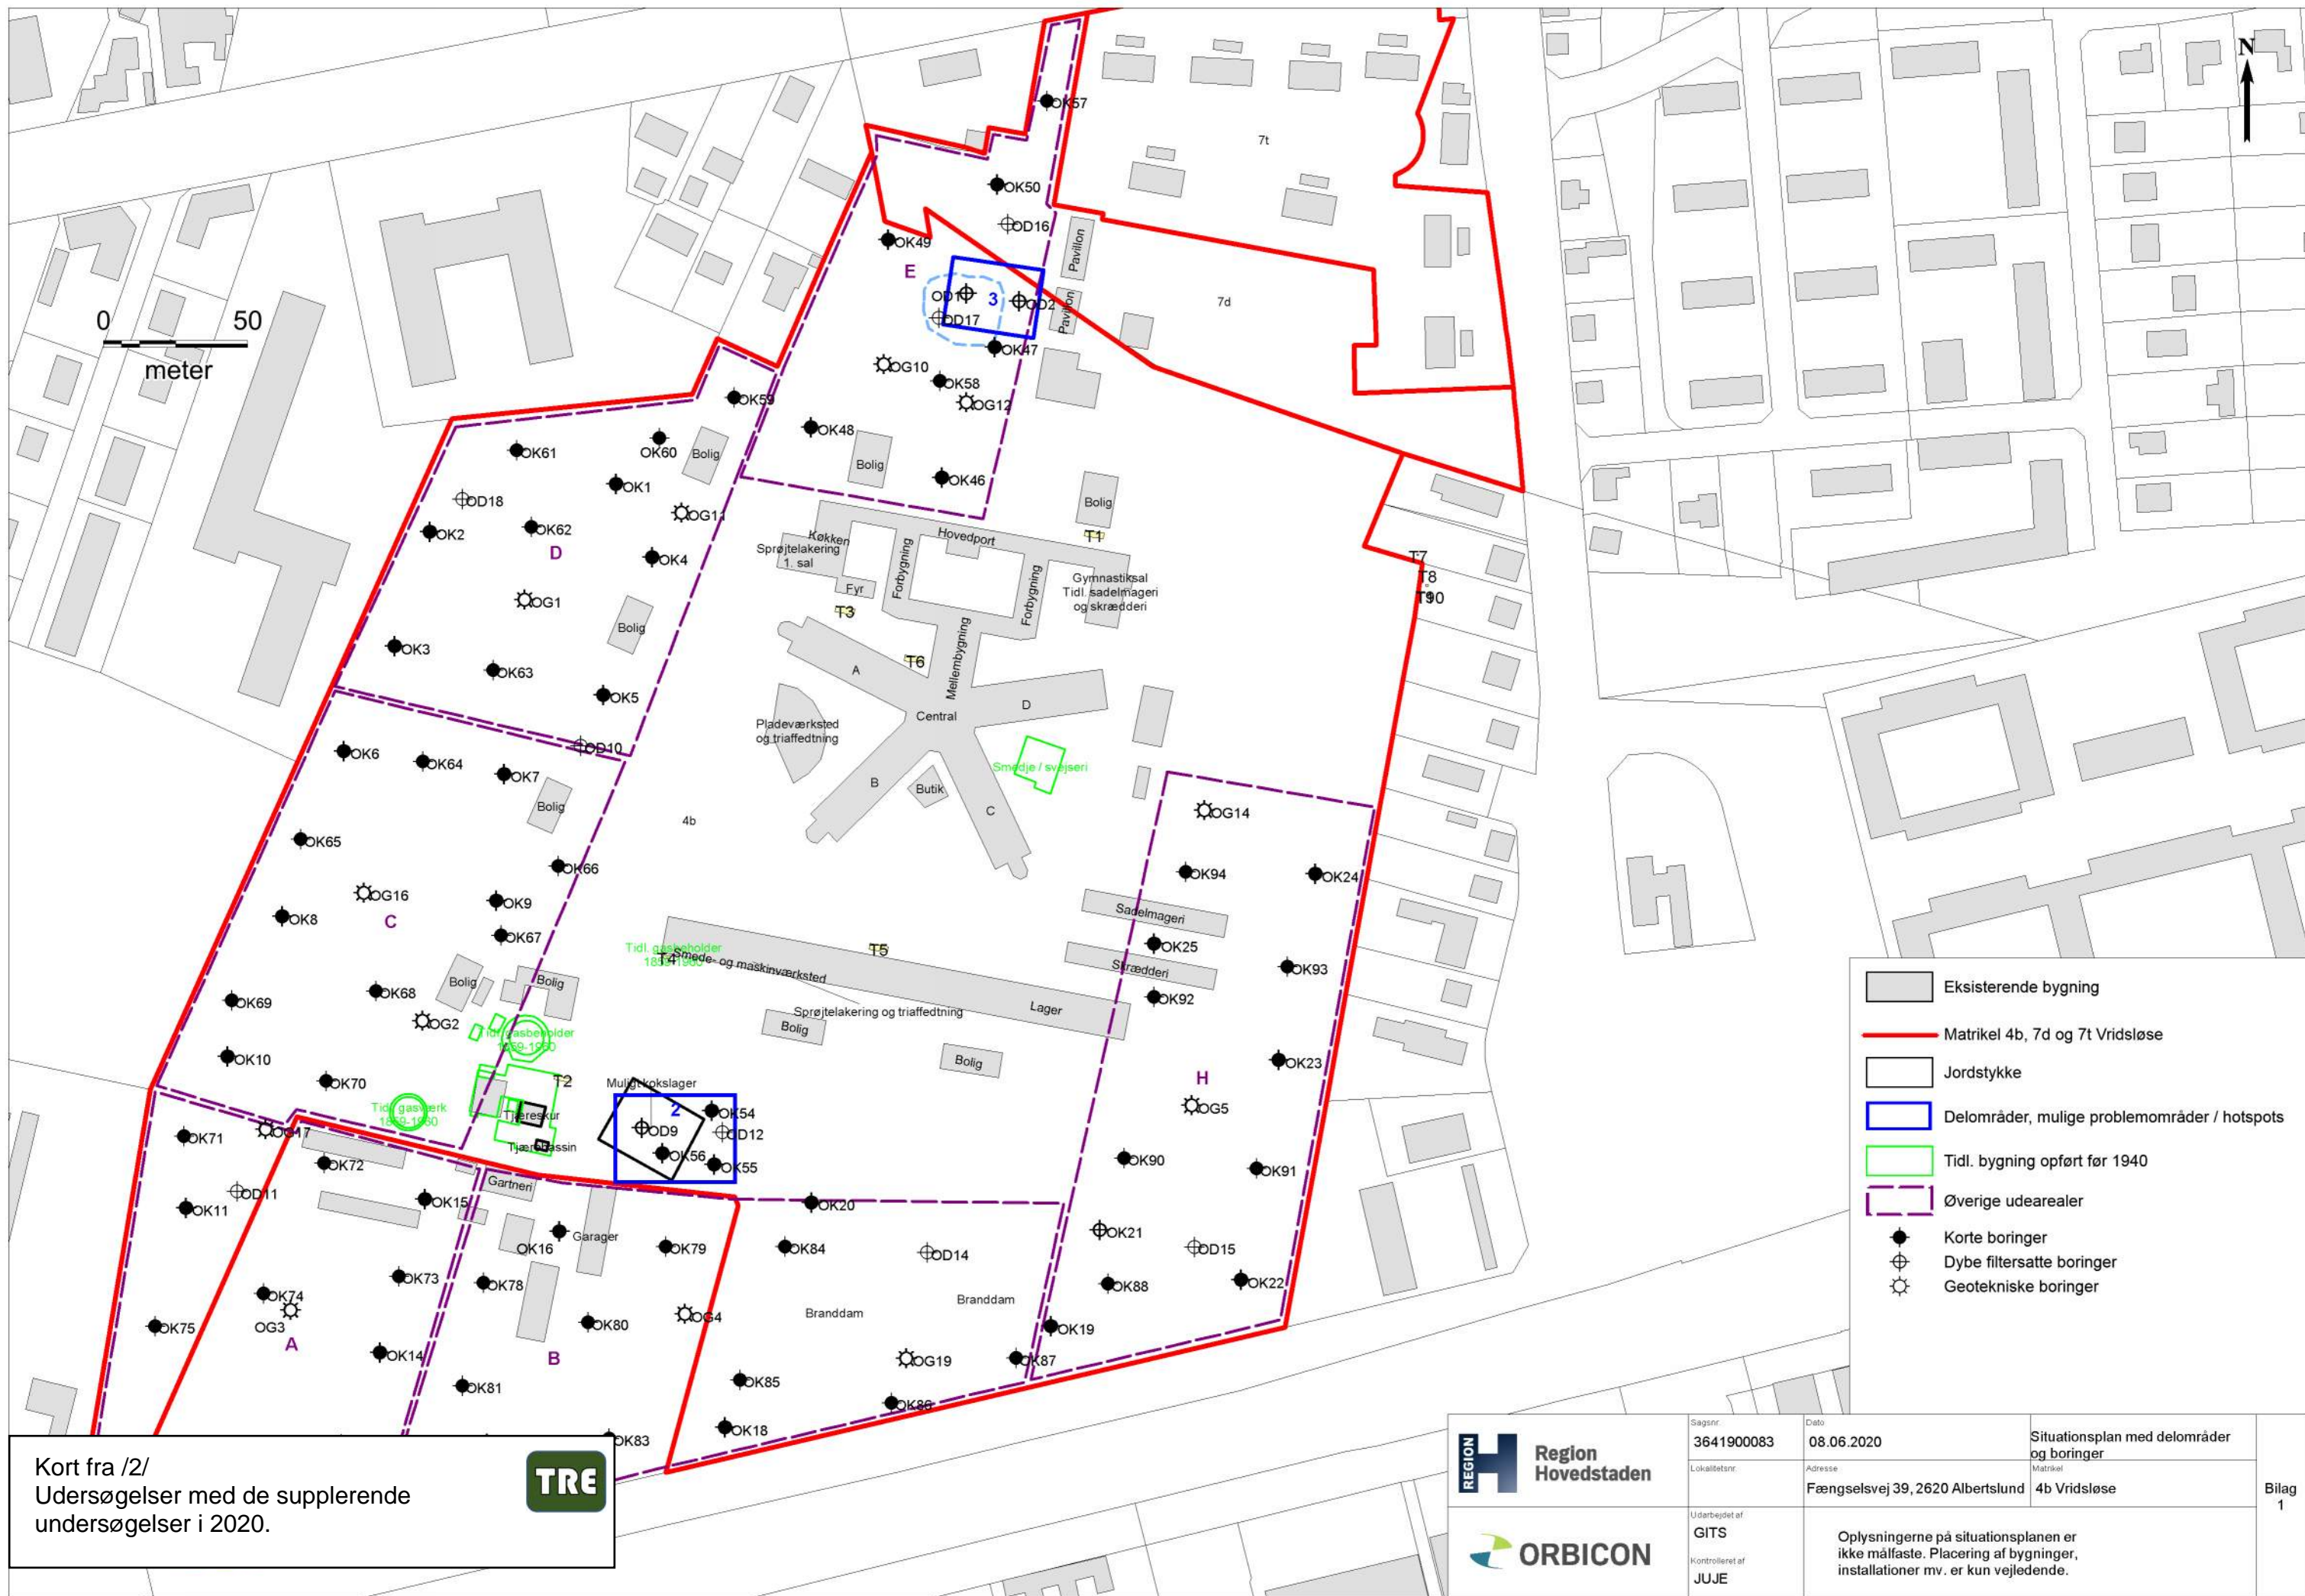 N
0
50
meter
OK57
7t
OK50
OD16
OK49
Pavillon
E
3
OD2
OD17
Pavillon
7d
OK47
OG10
OK58
OG12
OK59
OK48
Bolig
OK46
OK61
OK60
Bolig
OK1
OD18
OG11
OK2
OK62
D
OK4
OG1
Bolig
OK3
OK63
OK5
Bolig
T1
Hovedport
Køkken
Sprøjtelakering
1. sal
Fyr
Forbygning
Forbygning
Gymnastiksal
Tidl. sadelmageri
og skrædderi
T3
T6
Mellembygning
A
D
Central
Pladeværksted
og triaffedtning
B
Butik
C
Smedje / svejseri
T7
T8
OD10
OK6
OK64
OK7
Bolig
4b
OK65
OK66
OG16
OK9
OK8
C
OK67
OG14
OK94
OK24
Sadelmageri
OK25
Skrædderi
OK93
OK92
Tidl. gasbeholder
T4
Smede- og maskinværksted
T5
Sprøjtelakering og triaffedtning
Lager
Bolig
Bolig
Bolig
Bolig
OK69
OK68
OG2
Tidl. gasbeholder
1859-1960
OK10
OK70
T2
Muligt kokslager
2
OK54
Tidl. gasværk
1859-1960
Tjæreskur
OD9
OD12
Tjærebassin
OK56
OK55
OK23
H
OG5
OK71
OG17
OK72
OK90
OK91
OD11
OK11
OK15
Gartneri
OK20
OK16
Garager
OK79
OK84
OD14
OK21
OD15
OK73
OK78
OK88
OK22
OK74
OG3
Branddam
Branddam
OK75
A
OK80
OG4
OK19
OK14
B
OG19
OK87
OK81
OK85
OK86
OK18
OK83
Eksisterende bygning
Matrikel 4b, 7d og 7t Vridsløse
Jordstykke
Delområder, mulige problemområder / hotspots
Tidl. bygning opført før 1940
Øverige udearealer
Korte boringer
Dybe filtersatte boringer
Geotekniske boringer
Kort fra /2/
Udersøgelser med de supplerende
undersøgelser i 2020.
TRE
REGION
H
Region
Hovedstaden
ORBICON
Sagsnr.
3641900083
Dato
08.06.2020
Situationsplan med delområder
og boringer
Lokalitetsnr.
Adresse
Fængselsvej 39, 2620 Albertslund
Matrikel
4b Vridsløse
Bilag
1
Udarbejdet af
GITS
Kontrolleret af
JUJE
Oplysningerne på situationsplanen er
ikke målfaste. Placering af bygninger,
installationer mv. er kun vejledende.